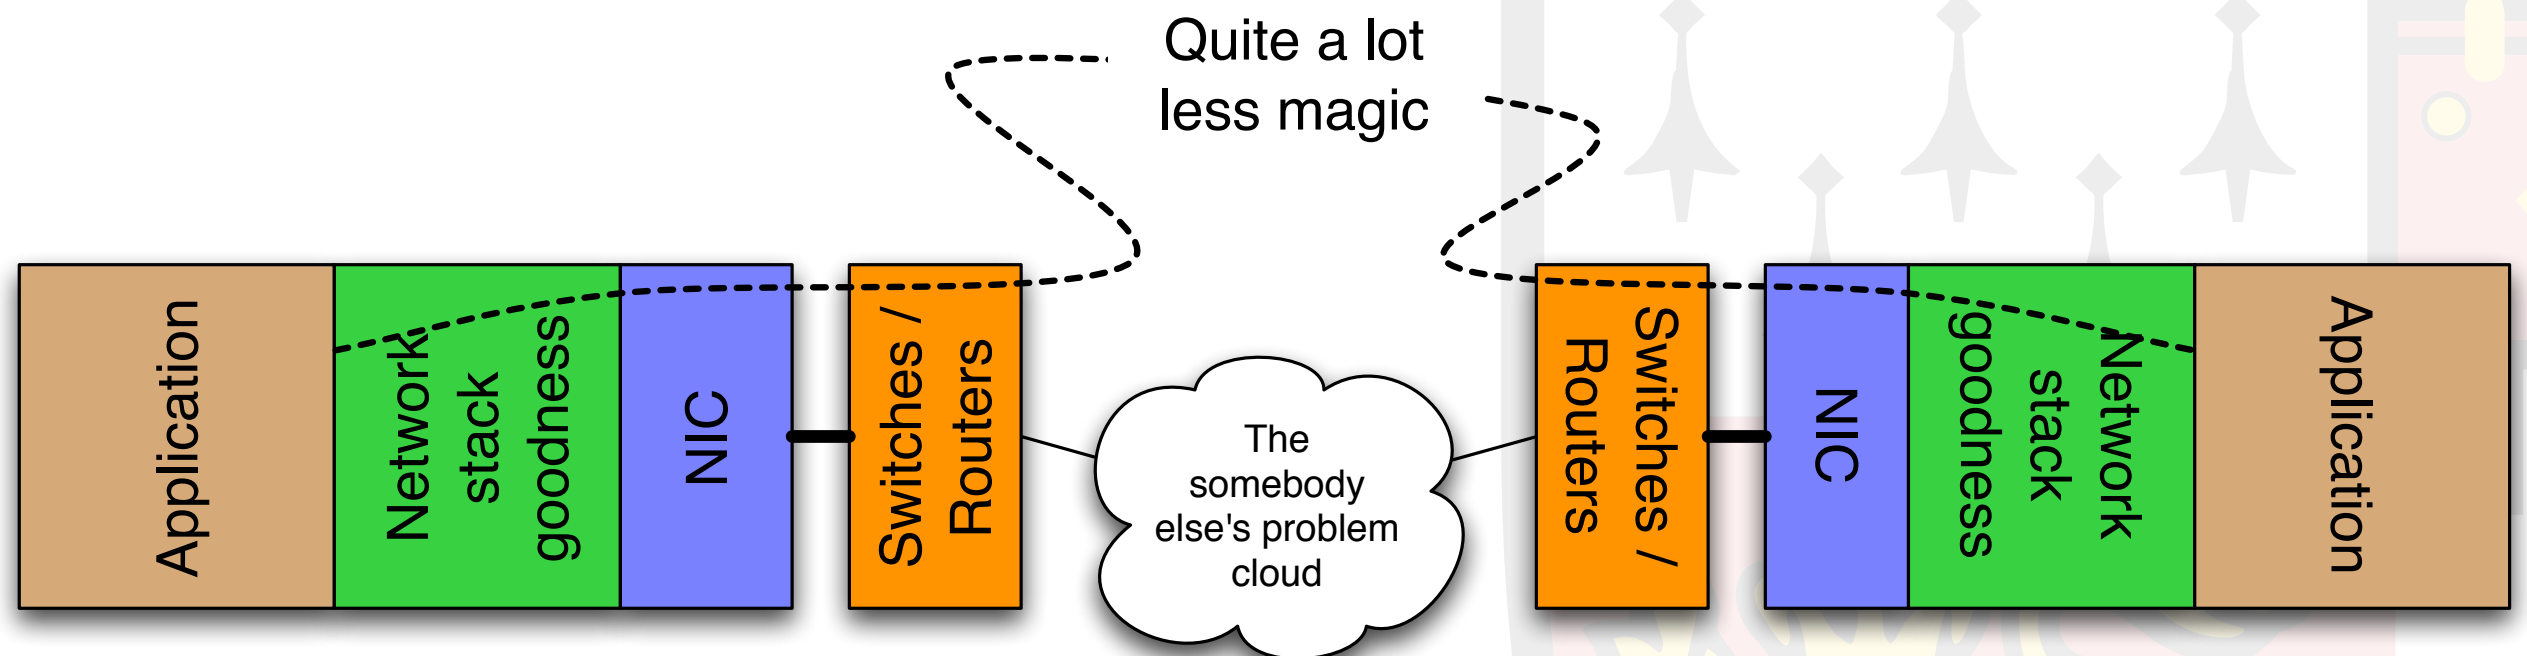 Quite a lot
less magic
Application
Network
stack
goodness
NIC
Switches /
Routers
The
somebody
else's problem
cloud
Switches /
Routers
NIC
Network
stack
goodness
Application